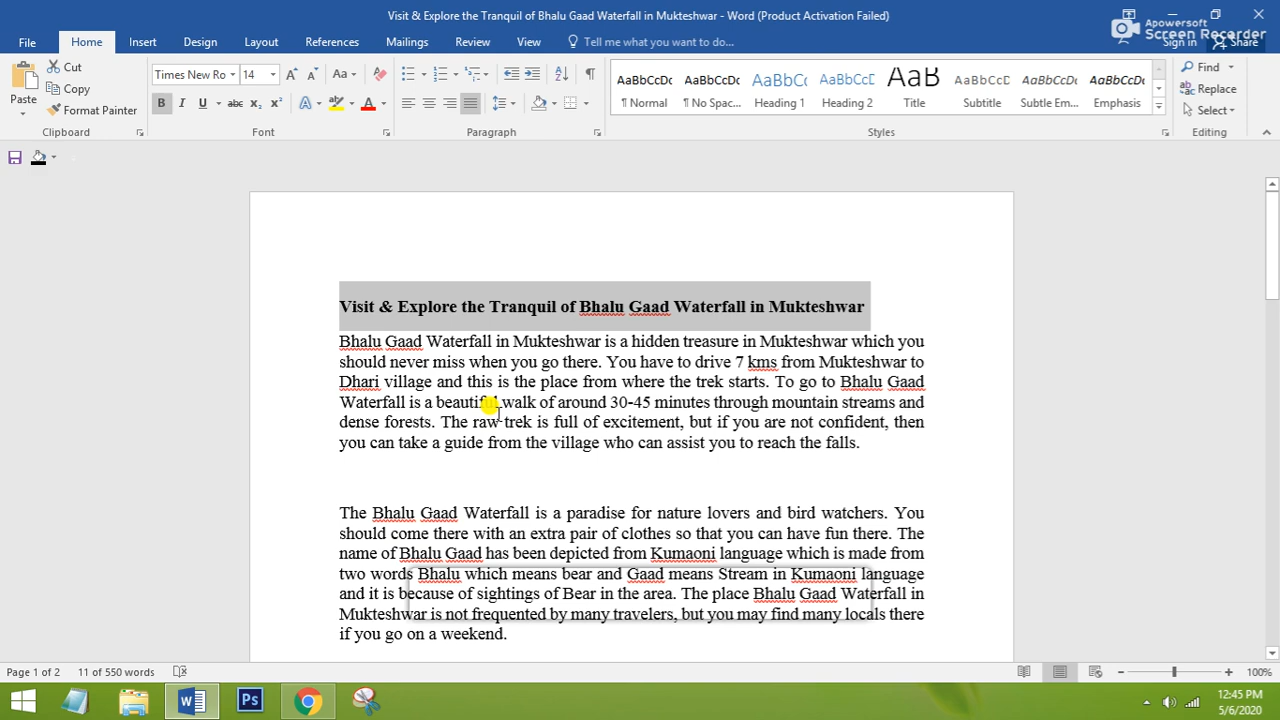 Visit & Explore the Tranquil of Bhalu Gaad Waterfall in Mukteshwar - Word (Product Activation Failed)
Apowersoft
Screen Recorder
File Home Insert Design Layout References Mailings Review View Tell me what you want to do... Sign in Share
Cut
Copy
Format Painter
Paste
Clipboard
Times New Ro 14
Font
Paragraph
AaBbCcDc AaBbCcDc AaBbCc AaBbCcD AaB AaBbCcD AaBbCcDc AaBbCcDc
¶ Normal ¶ No Spac... Heading 1 Heading 2 Title Subtitle Subtle Em... Emphasis
Styles
Find
Replace
Select
Editing
Visit & Explore the Tranquil of Bhalu Gaad Waterfall in Mukteshwar
Bhalu Gaad Waterfall in Mukteshwar is a hidden treasure in Mukteshwar which you
should never miss when you go there. You have to drive 7 kms from Mukteshwar to
Dhari village and this is the place from where the trek starts. To go to Bhalu Gaad
Waterfall is a beautiful walk of around 30-45 minutes through mountain streams and
dense forests. The raw trek is full of excitement, but if you are not confident, then
you can take a guide from the village who can assist you to reach the falls.
The Bhalu Gaad Waterfall is a paradise for nature lovers and bird watchers. You
should come there with an extra pair of clothes so that you can have fun there. The
name of Bhalu Gaad has been depicted from Kumaoni language which is made from
two words Bhalu which means bear and Gaad means Stream in Kumaoni language
and it is because of sightings of Bear in the area. The place Bhalu Gaad Waterfall in
Mukteshwar is not frequented by many travelers, but you may find many locals there
if you go on a weekend.
Page 1 of 2 11 of 550 words 100%
12:45 PM
5/6/2020